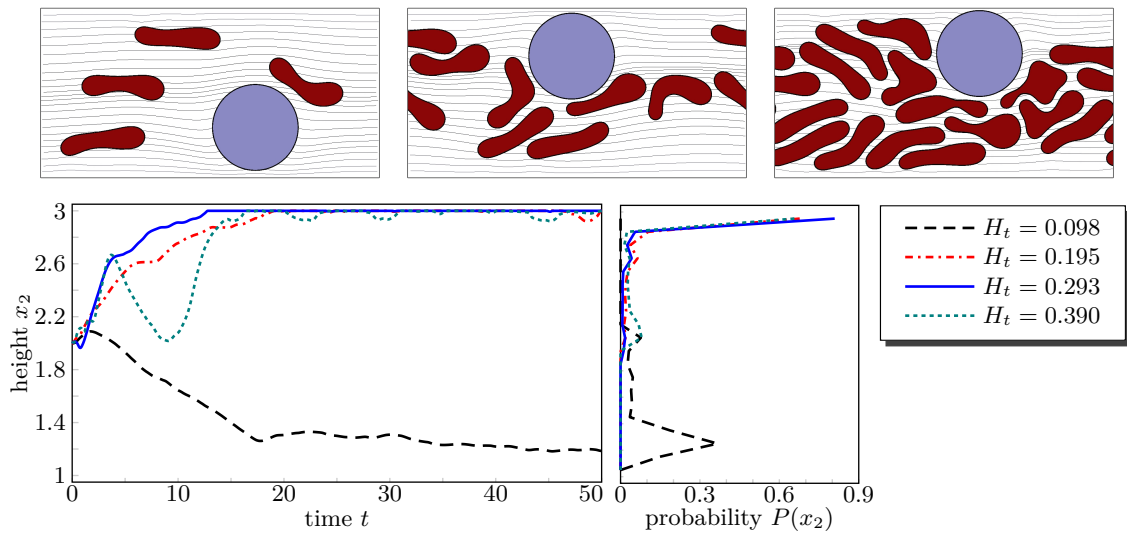 3
2.6
2.2
1.8
1.4
1
height x₂
0 10 20 30 40 50
time t
0 0.3 0.6 0.9
probability P(x₂)
Hₜ = 0.098
Hₜ = 0.195
Hₜ = 0.293
Hₜ = 0.390